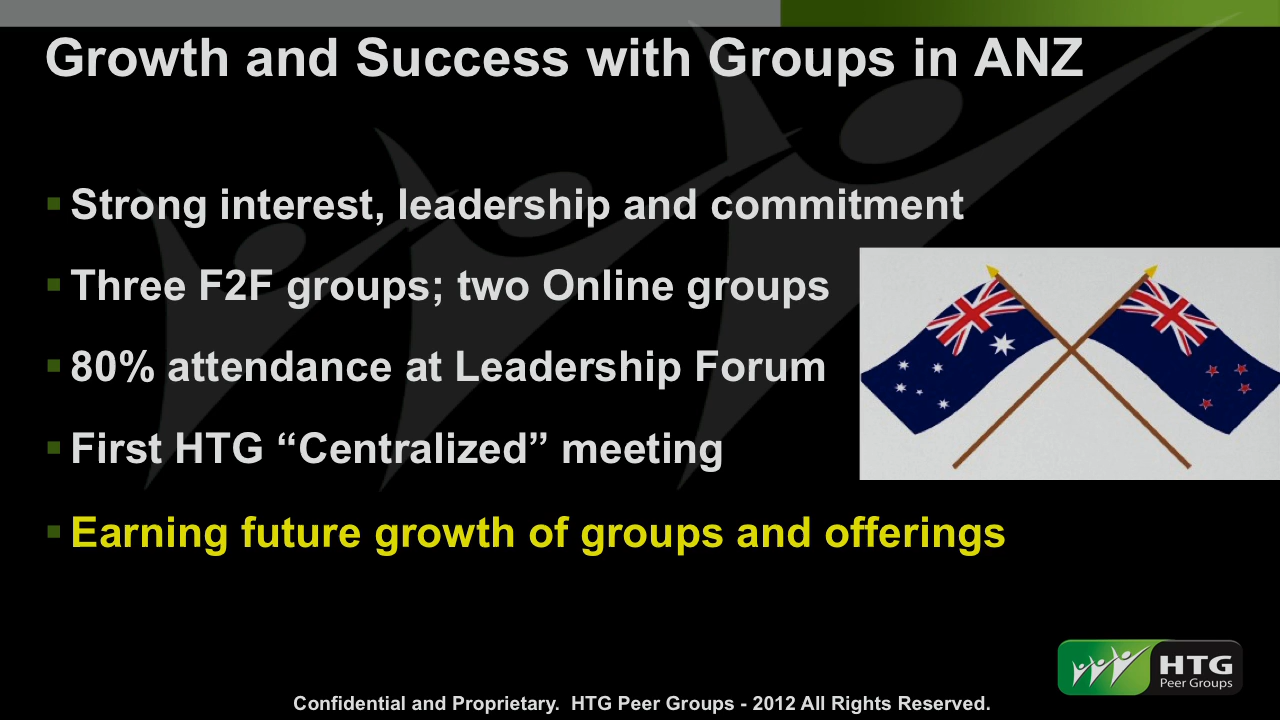 Growth and Success with Groups in ANZ
Strong interest, leadership and commitment
Three F2F groups; two Online groups
80% attendance at Leadership Forum
First HTG “Centralized” meeting
Earning future growth of groups and offerings
HTG
Peer Groups
Confidential and Proprietary.  HTG Peer Groups - 2012 All Rights Reserved.